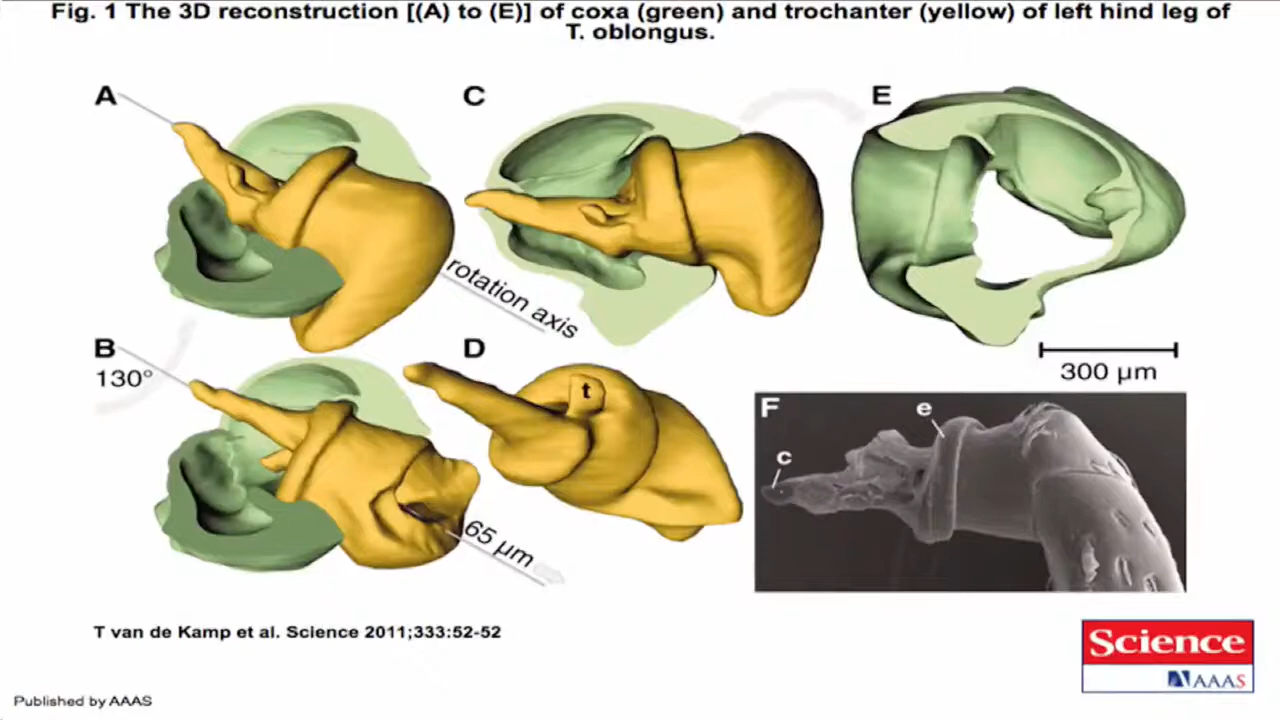 Fig. 1 The 3D reconstruction [(A) to (E)] of coxa (green) and trochanter (yellow) of left hind leg of
T. oblongus.
A
C
E
rotation axis
B
130°
D
t
300 µm
F
e
c
65 µm
T van de Kamp et al. Science 2011;333:52-52
Science
AAAS
Published by AAAS